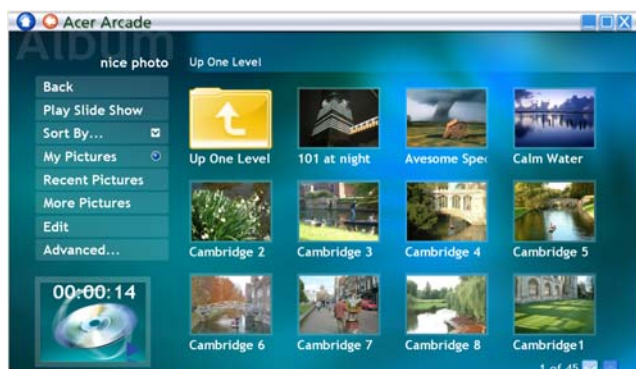 Acer Arcade
Album
nice photo
Up One Level
Back
Play Slide Show
Sort By...
My Pictures
Recent Pictures
More Pictures
Edit
Advanced...
00:00:14
Up One Level
101 at night
Avesome Spec
Calm Water
Cambridge 2
Cambridge 3
Cambridge 4
Cambridge 5
Cambridge 6
Cambridge 7
Cambridge 8
Cambridge1
1 of 45